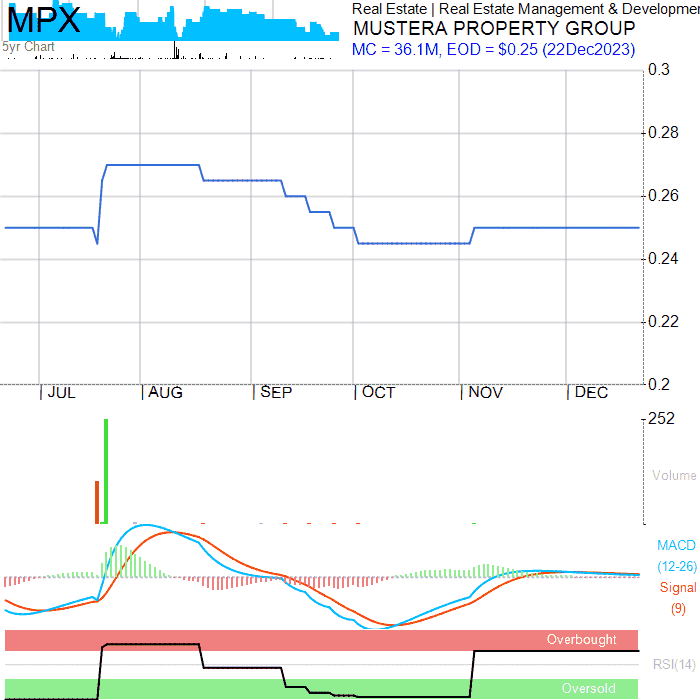 MPX
Real Estate | Real Estate Management & Developmen
MUSTERA PROPERTY GROUP
5yr Chart
MC = 36.1M, EOD = $0.25 (22Dec2023)
0.3
0.28
0.26
0.24
0.22
0.2
JUL AUG SEP OCT NOV DEC
252
Volume
MACD
(12-26)
Signal
(9)
Overbought
RSI(14)
Oversold